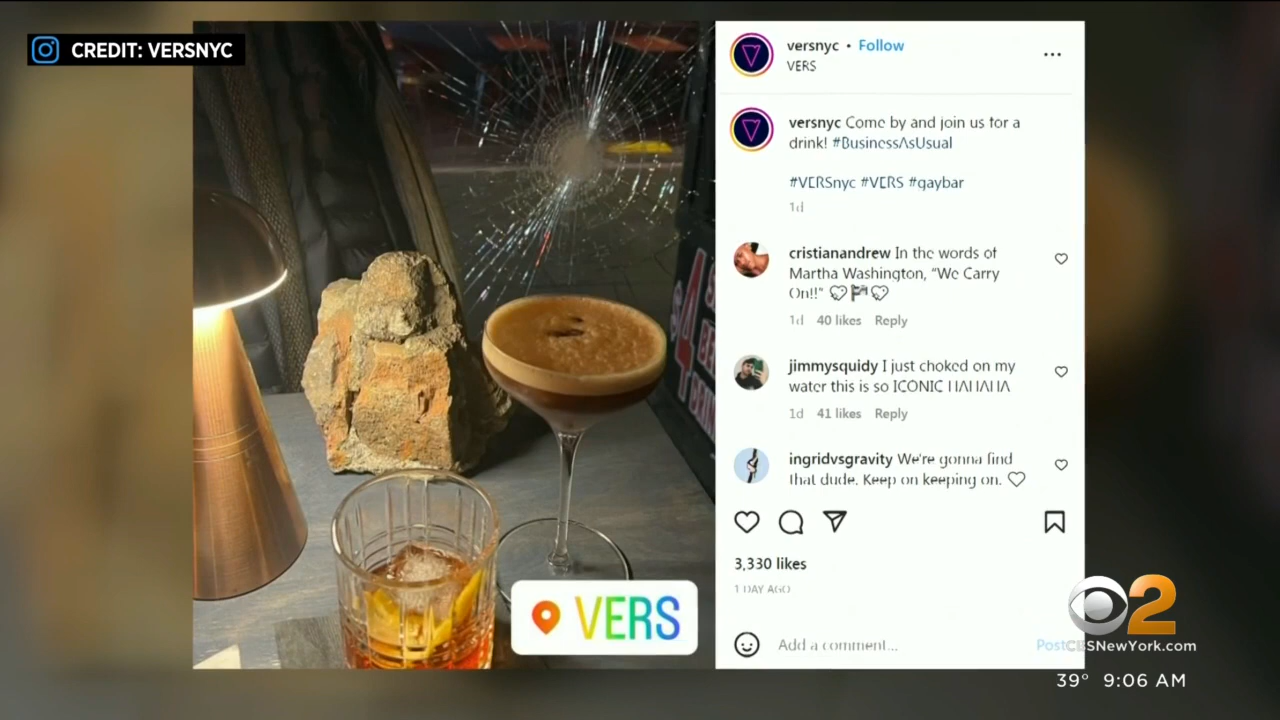 CREDIT: VERSNYC
versnyc • Follow
VERS
versnyc Come by and join us for a
drink! #BusinessAsUsual
#VERSnyc #VERS #gaybar
1d
cristianandrew In the words of
Martha Washington, "We Carry
On!!"
1d 40 likes Reply
jimmysquidy I just choked on my
water this is so ICONIC HAHAHA
1d 41 likes Reply
ingridvsgravity We're gonna find
that dude. Keep on keeping on.
3,330 likes
1 DAY AGO
Add a comment...
Post
VERS
$4
2
CBSNewYork.com
39° 9:06 AM